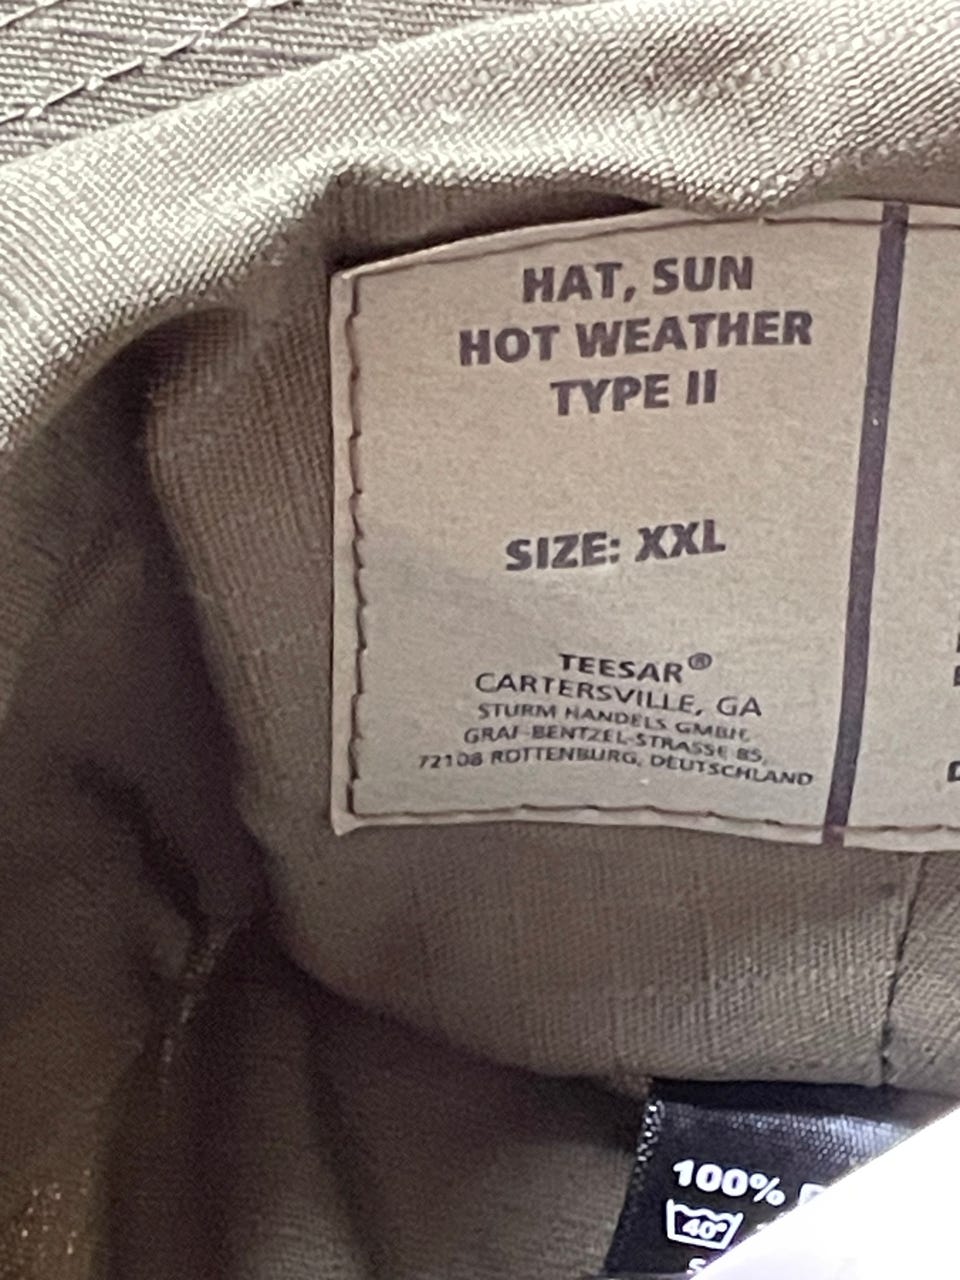 HAT, SUN
HOT WEATHER
TYPE II
SIZE: XXL
TEESAR®
CARTERSVILLE, GA
STURM HANDELS GMBH
GRAF-BENTZEL-STRASSE 85,
72108 ROTTENBURG, DEUTSCHLAND
100%
40°